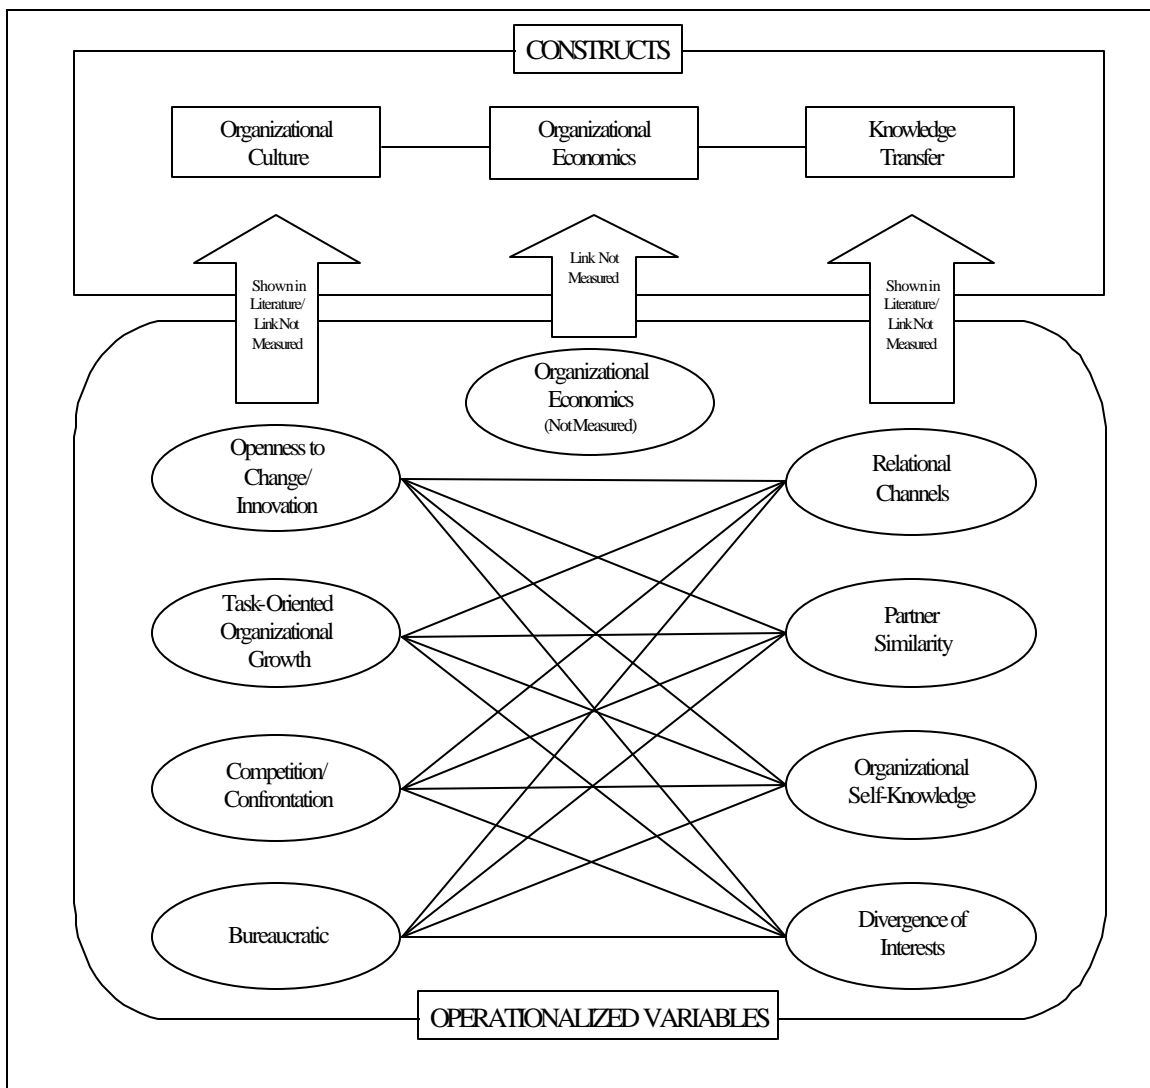 CONSTRUCTS
Organizational
Culture
Organizational
Economics
Knowledge
Transfer
Shown in
Literature/
Link Not
Measured
Link Not
Measured
Shown in
Literature/
Link Not
Measured
Organizational
Economics
(Not Measured)
Openness to
Change/
Innovation
Relational
Channels
Task-Oriented
Organizational
Growth
Partner
Similarity
Competition/
Confrontation
Organizational
Self-Knowledge
Bureaucratic
Divergence of
Interests
OPERATIONALIZED VARIABLES